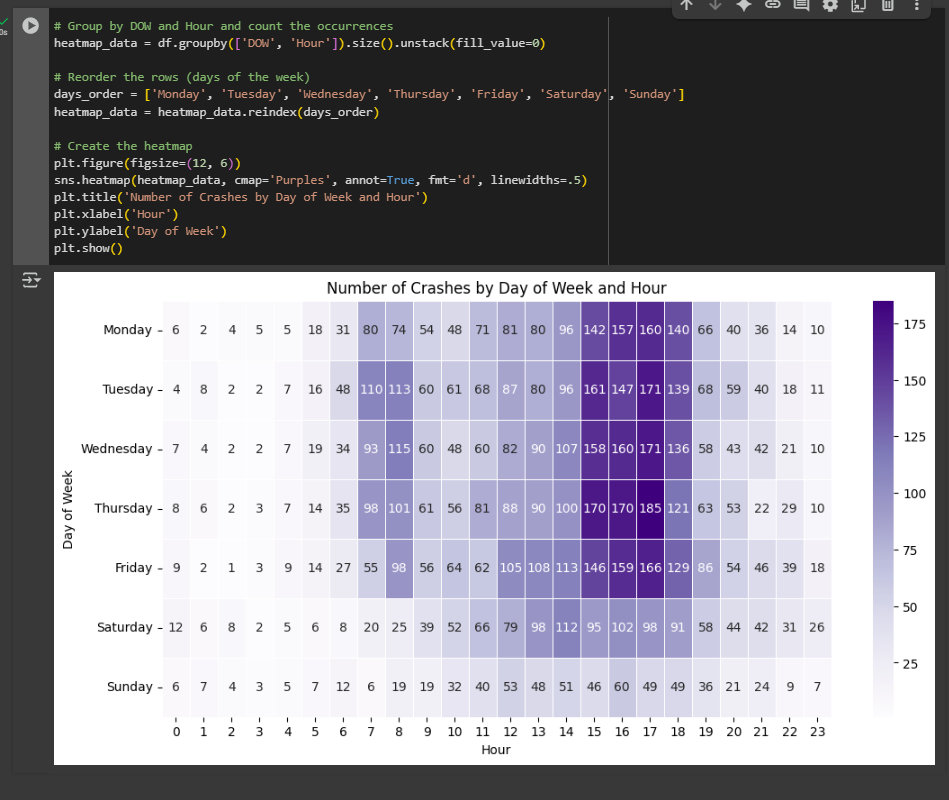 # Group by DOW and Hour and count the occurrences
heatmap_data = df.groupby(['DOW', 'Hour']).size().unstack(fill_value=0)
# Reorder the rows (days of the week)
days_order = ['Monday', 'Tuesday', 'Wednesday', 'Thursday', 'Friday', 'Saturday', 'Sunday']
heatmap_data = heatmap_data.reindex(days_order)
# Create the heatmap
plt.figure(figsize=(12, 6))
sns.heatmap(heatmap_data, cmap='Purples', annot=True, fmt='d', linewidths=.5)
plt.title('Number of Crashes by Day of Week and Hour')
plt.xlabel('Hour')
plt.ylabel('Day of Week')
plt.show()
0s
Number of Crashes by Day of Week and Hour
Day of Week
Monday 6 2 4 5 5 18 31 80 74 54 48 71 81 80 96 142 157 160 140 66 40 36 14 10
Tuesday 4 8 2 2 7 16 48 110 113 60 61 68 87 80 96 161 147 171 139 68 59 40 18 11
Wednesday 7 4 2 2 7 19 34 93 115 60 48 60 82 90 107 158 160 171 136 58 43 42 21 10
Thursday 8 6 2 3 7 14 35 98 101 61 56 81 88 90 100 170 170 185 121 63 53 22 29 10
Friday 9 2 1 3 9 14 27 55 98 56 64 62 105 108 113 146 159 166 129 86 54 46 39 18
Saturday 12 6 8 2 5 6 8 20 25 39 52 66 79 98 112 95 102 98 91 58 44 42 31 26
Sunday 6 7 4 3 5 7 12 6 19 19 32 40 53 48 51 46 60 49 49 36 21 24 9 7
0 1 2 3 4 5 6 7 8 9 10 11 12 13 14 15 16 17 18 19 20 21 22 23
Hour
175
150
125
100
75
50
25